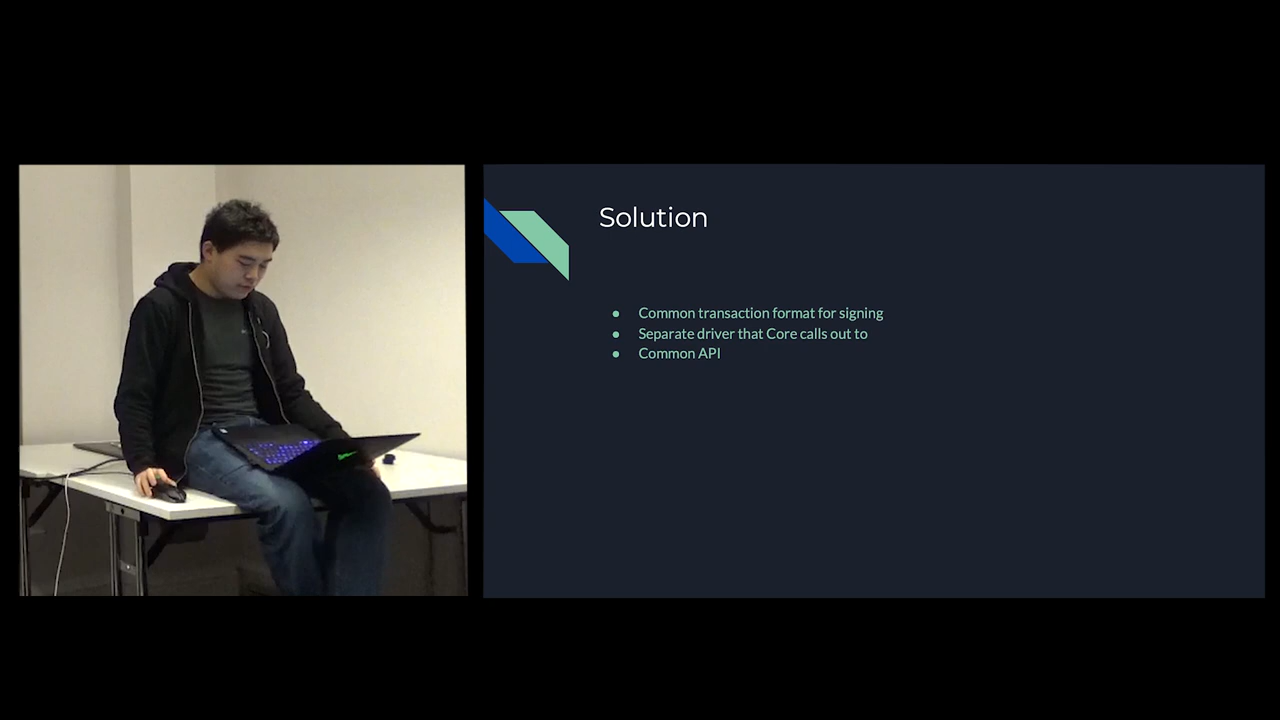 Solution
● Common transaction format for signing
● Separate driver that Core calls out to
● Common API